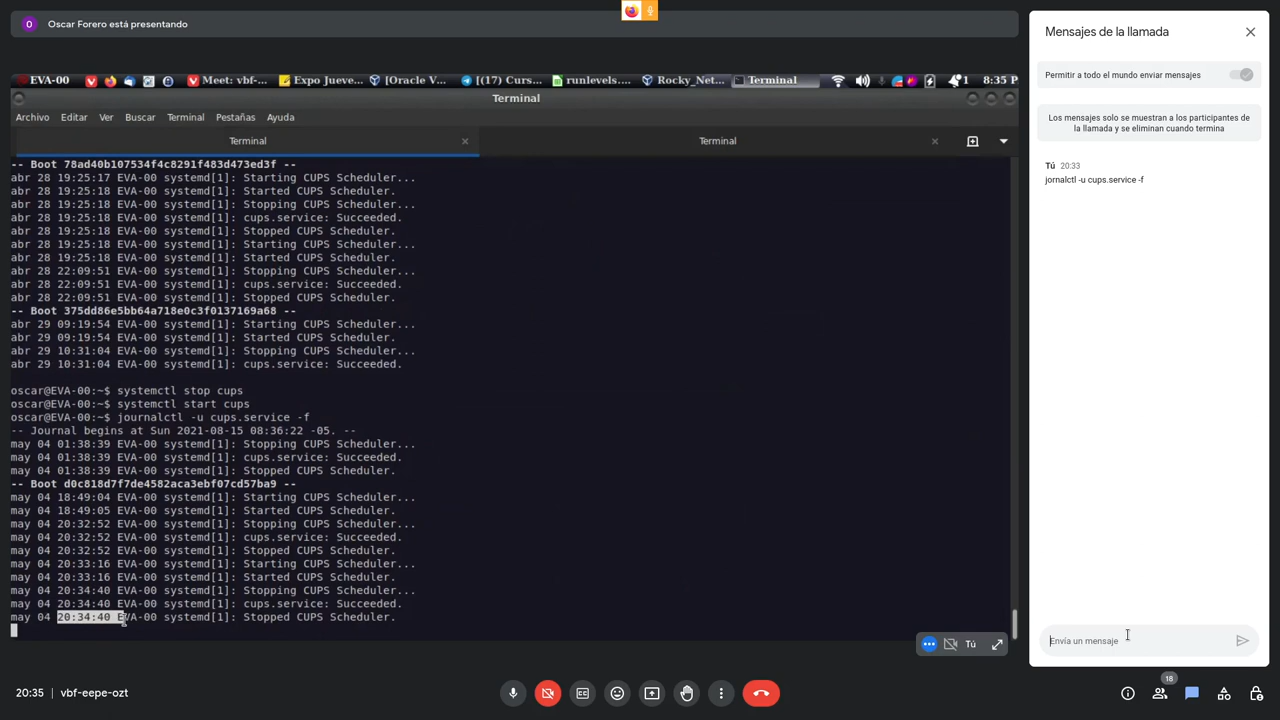 O Oscar Forero está presentando
EVA-00 Meet: vbf-... Expo Jueve... [Oracle V... [(17) Curs... runlevels.... Rocky_Net... Terminal 1 8:35 P
Terminal
Archivo Editar Ver Buscar Terminal Pestañas Ayuda
Terminal Terminal
-- Boot 78ad40b107534f4c8291f483d473ed3f --
abr 28 19:25:17 EVA-00 systemd[1]: Starting CUPS Scheduler...
abr 28 19:25:18 EVA-00 systemd[1]: Started CUPS Scheduler.
abr 28 19:25:18 EVA-00 systemd[1]: Stopping CUPS Scheduler...
abr 28 19:25:18 EVA-00 systemd[1]: cups.service: Succeeded.
abr 28 19:25:18 EVA-00 systemd[1]: Stopped CUPS Scheduler.
abr 28 19:25:18 EVA-00 systemd[1]: Starting CUPS Scheduler...
abr 28 19:25:18 EVA-00 systemd[1]: Started CUPS Scheduler.
abr 28 22:09:51 EVA-00 systemd[1]: Stopping CUPS Scheduler...
abr 28 22:09:51 EVA-00 systemd[1]: cups.service: Succeeded.
abr 28 22:09:51 EVA-00 systemd[1]: Stopped CUPS Scheduler.
-- Boot 375dd86e5bb64a718e0c3f0137169a68 --
abr 29 09:19:54 EVA-00 systemd[1]: Starting CUPS Scheduler...
abr 29 09:19:54 EVA-00 systemd[1]: Started CUPS Scheduler.
abr 29 10:31:04 EVA-00 systemd[1]: Stopping CUPS Scheduler...
abr 29 10:31:04 EVA-00 systemd[1]: cups.service: Succeeded.
oscar@EVA-00:~$ systemctl stop cups
oscar@EVA-00:~$ systemctl start cups
oscar@EVA-00:~$ journalctl -u cups.service -f
-- Journal begins at Sun 2021-08-15 08:36:22 -05. --
may 04 01:38:39 EVA-00 systemd[1]: Stopping CUPS Scheduler...
may 04 01:38:39 EVA-00 systemd[1]: cups.service: Succeeded.
may 04 01:38:39 EVA-00 systemd[1]: Stopped CUPS Scheduler.
-- Boot d0c818d7f7de4582aca3ebf07cd57ba9 --
may 04 18:49:04 EVA-00 systemd[1]: Starting CUPS Scheduler...
may 04 18:49:05 EVA-00 systemd[1]: Started CUPS Scheduler.
may 04 20:32:52 EVA-00 systemd[1]: Stopping CUPS Scheduler...
may 04 20:32:52 EVA-00 systemd[1]: cups.service: Succeeded.
may 04 20:32:52 EVA-00 systemd[1]: Stopped CUPS Scheduler.
may 04 20:33:16 EVA-00 systemd[1]: Starting CUPS Scheduler...
may 04 20:33:16 EVA-00 systemd[1]: Started CUPS Scheduler.
may 04 20:34:40 EVA-00 systemd[1]: Stopping CUPS Scheduler...
may 04 20:34:40 EVA-00 systemd[1]: cups.service: Succeeded.
may 04 20:34:40 EVA-00 systemd[1]: Stopped CUPS Scheduler.
Tú
20:35 vbf-eepe-ozt
Mensajes de la llamada
Permitir a todo el mundo enviar mensajes
Los mensajes solo se muestran a los participantes de
la llamada y se eliminan cuando termina
Tú 20:33
jornalctl -u cups.service -f
Envía un mensaje
18